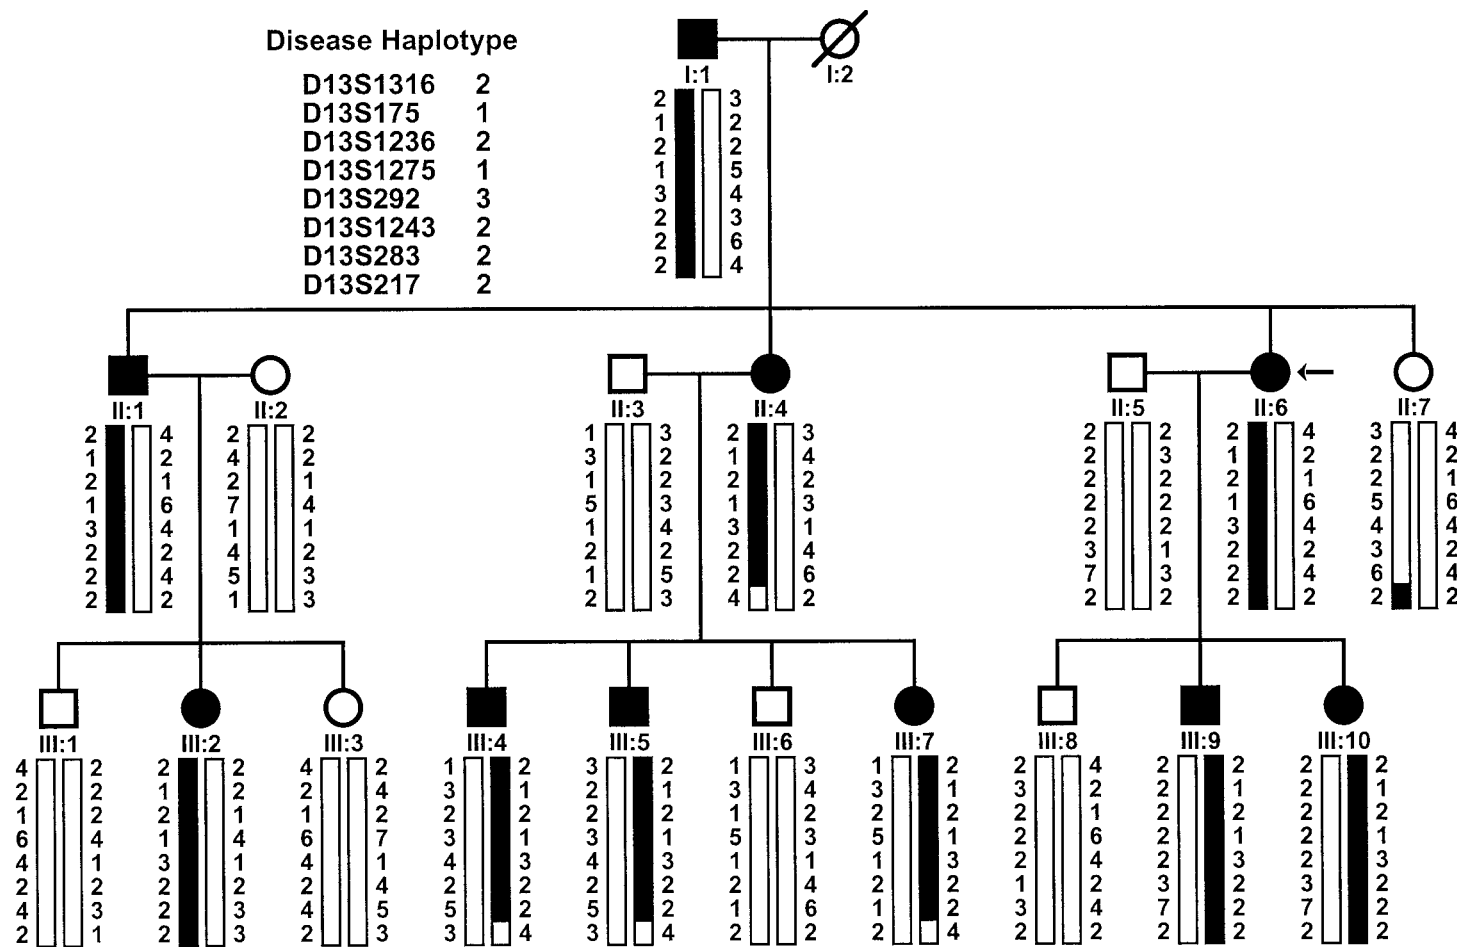 Disease Haplotype
D13S1316 2
D13S175 1
D13S1236 2
D13S1275 1
D13S292 3
D13S1243 2
D13S283 2
D13S217 2
I:1 I:2
2 3
1 2
2 2
1 5
3 4
2 3
2 6
2 4
II:1 II:2 II:3 II:4 II:5 II:6 II:7
2 4 2 2 1 3 2 3 2 2 2 4 3 4
1 2 4 2 3 2 1 4 2 3 1 2 2 2
2 1 2 1 1 2 2 2 2 2 2 1 2 1
1 6 7 4 5 3 1 3 2 2 1 6 5 6
3 4 1 1 1 4 3 1 2 2 3 4 4 4
2 2 4 2 2 2 2 4 3 1 2 2 3 2
2 4 5 3 1 5 2 6 7 3 2 4 6 4
2 2 1 3 2 3 4 2 2 2 2 2 2 2
III:1 III:2 III:3 III:4 III:5 III:6 III:7 III:8 III:9 III:10
4 2 2 2 4 2 1 2 3 2 1 3 1 2 2 4 2 2 2 2
2 2 1 2 2 4 3 1 2 1 3 4 3 1 3 2 2 1 2 1
1 2 2 1 1 2 2 2 2 2 1 2 2 2 2 1 2 2 2 2
6 4 1 4 6 7 3 1 3 1 5 3 5 1 2 6 2 1 2 1
4 1 3 1 4 1 4 3 4 3 1 1 1 3 2 4 2 3 2 3
2 2 2 2 2 4 2 2 2 2 2 4 2 2 1 2 3 2 3 2
4 3 2 3 4 5 5 2 5 2 1 6 1 2 3 4 7 2 7 2
2 1 2 3 2 3 3 4 3 4 2 2 2 4 2 2 2 2 2 2